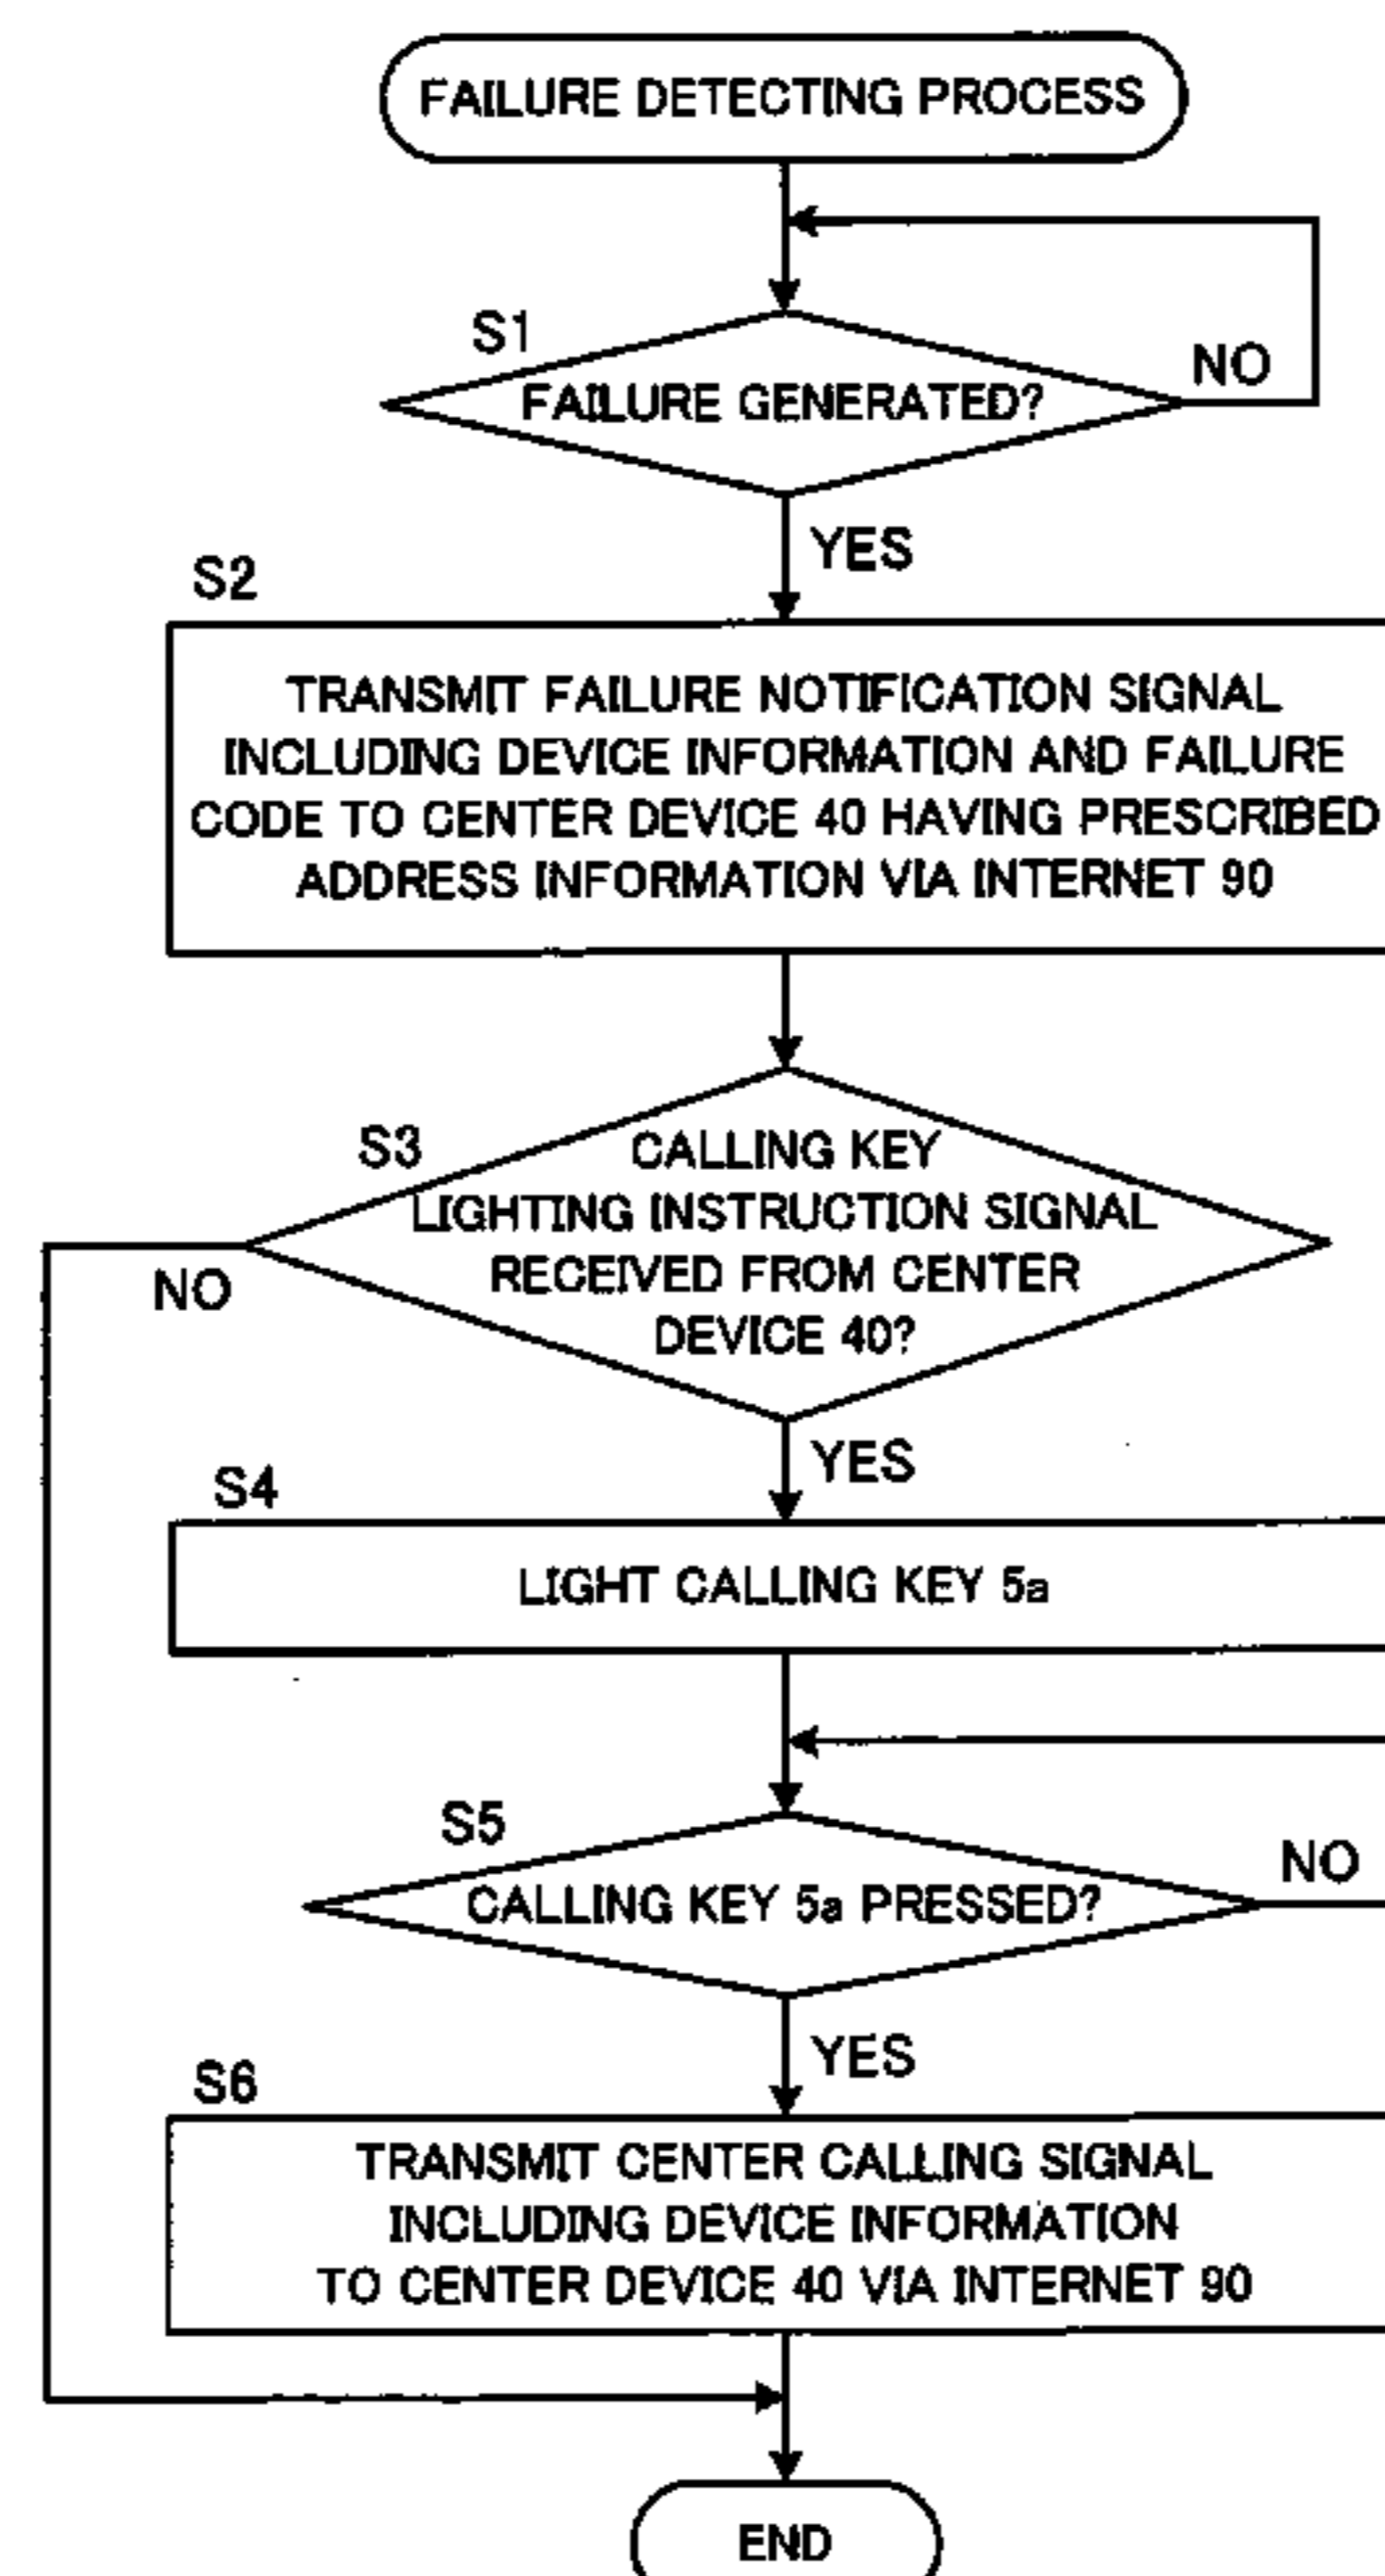 FAILURE DETECTING PROCESS
S1
FAILURE GENERATED?
NO
YES
S2
TRANSMIT FAILURE NOTIFICATION SIGNAL
INCLUDING DEVICE INFORMATION AND FAILURE
CODE TO CENTER DEVICE 40 HAVING PRESCRIBED
ADDRESS INFORMATION VIA INTERNET 90
S3
CALLING KEY
LIGHTING INSTRUCTION SIGNAL
RECEIVED FROM CENTER
DEVICE 40?
NO
YES
S4
LIGHT CALLING KEY 5a
S5
CALLING KEY 5a PRESSED?
NO
YES
S6
TRANSMIT CENTER CALLING SIGNAL
INCLUDING DEVICE INFORMATION
TO CENTER DEVICE 40 VIA INTERNET 90
END